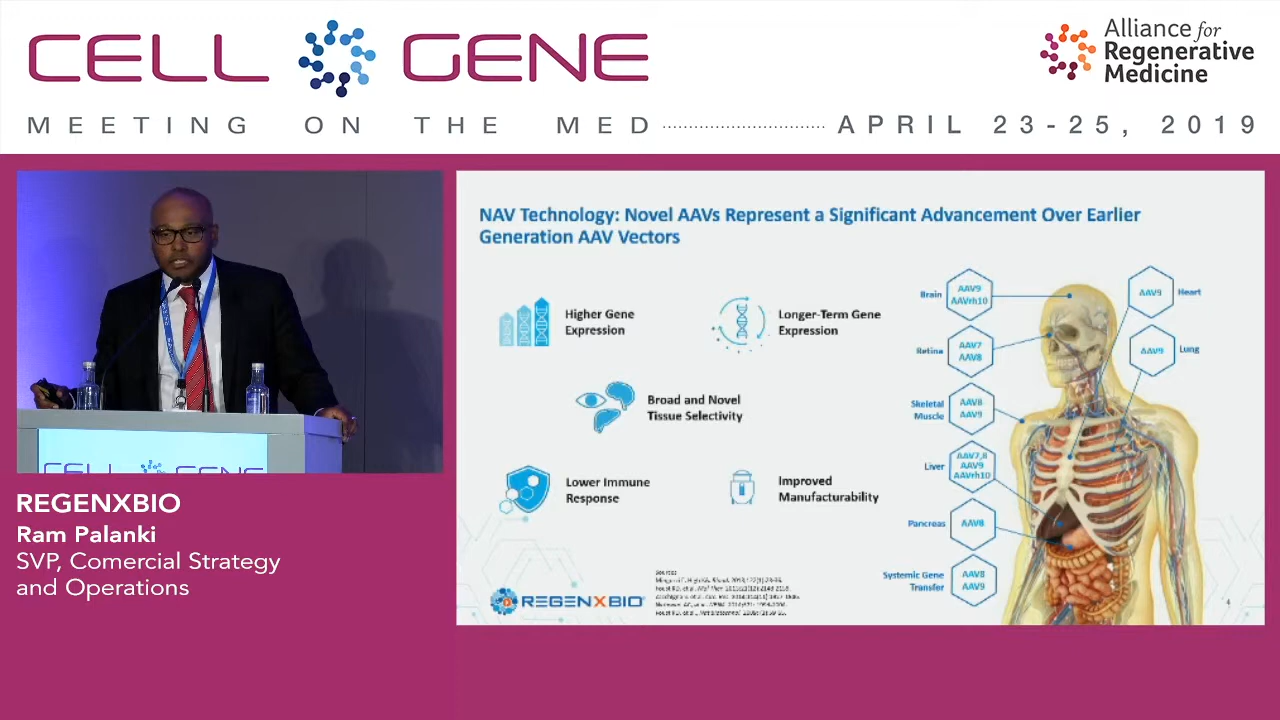 CELL GENE
Alliance for
Regenerative
Medicine
MEETING ON THE MED
APRIL 23-25, 2019
NAV Technology: Novel AAVs Represent a Significant Advancement Over Earlier
Generation AAV Vectors
Higher Gene
Expression
Longer-Term Gene
Expression
Broad and Novel
Tissue Selectivity
Lower Immune
Response
Improved
Manufacturability
Brain
AAV9
AAVrh10
Retina
AAV7
AAV8
Skeletal
Muscle
AAV8
AAV9
Liver
AAV7,8
AAV9
AAVrh10
Pancreas
AAV8
Systemic Gene
Transfer
AAV8
AAV9
AAV9
Heart
AAV9
Lung
REGENXBIO
4
CELL GENE
REGENXBIO
Ram Palanki
SVP, Comercial Strategy
and Operations